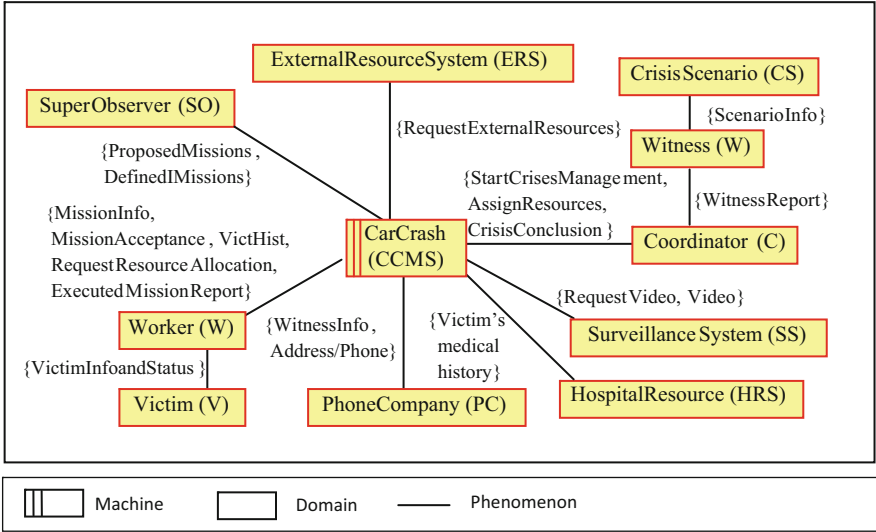 ExternalResourceSystem (ERS)
CrisisScenario (CS)
SuperObserver (SO)
{ScenarioInfo}
{RequestExternalResources}
Witness (W)
{ProposedMissions ,
DefinedIMissions}
{StartCrisesManagement,
AssignResources,
CrisisConclusion }
{WitnessReport}
{MissionInfo,
MissionAcceptance , VictHist,
RequestResourceAllocation,
ExecutedMissionReport}
CarCrash
(CCMS)
Coordinator (C)
{RequestVideo, Video}
Worker (W)
{WitnessInfo ,
Address/Phone}
{Victim’s
medical
history}
SurveillanceSystem (SS)
{VictimInfoandStatus }
Victim (V)
PhoneCompany (PC)
HospitalResource (HRS)
Machine
Domain
Phenomenon